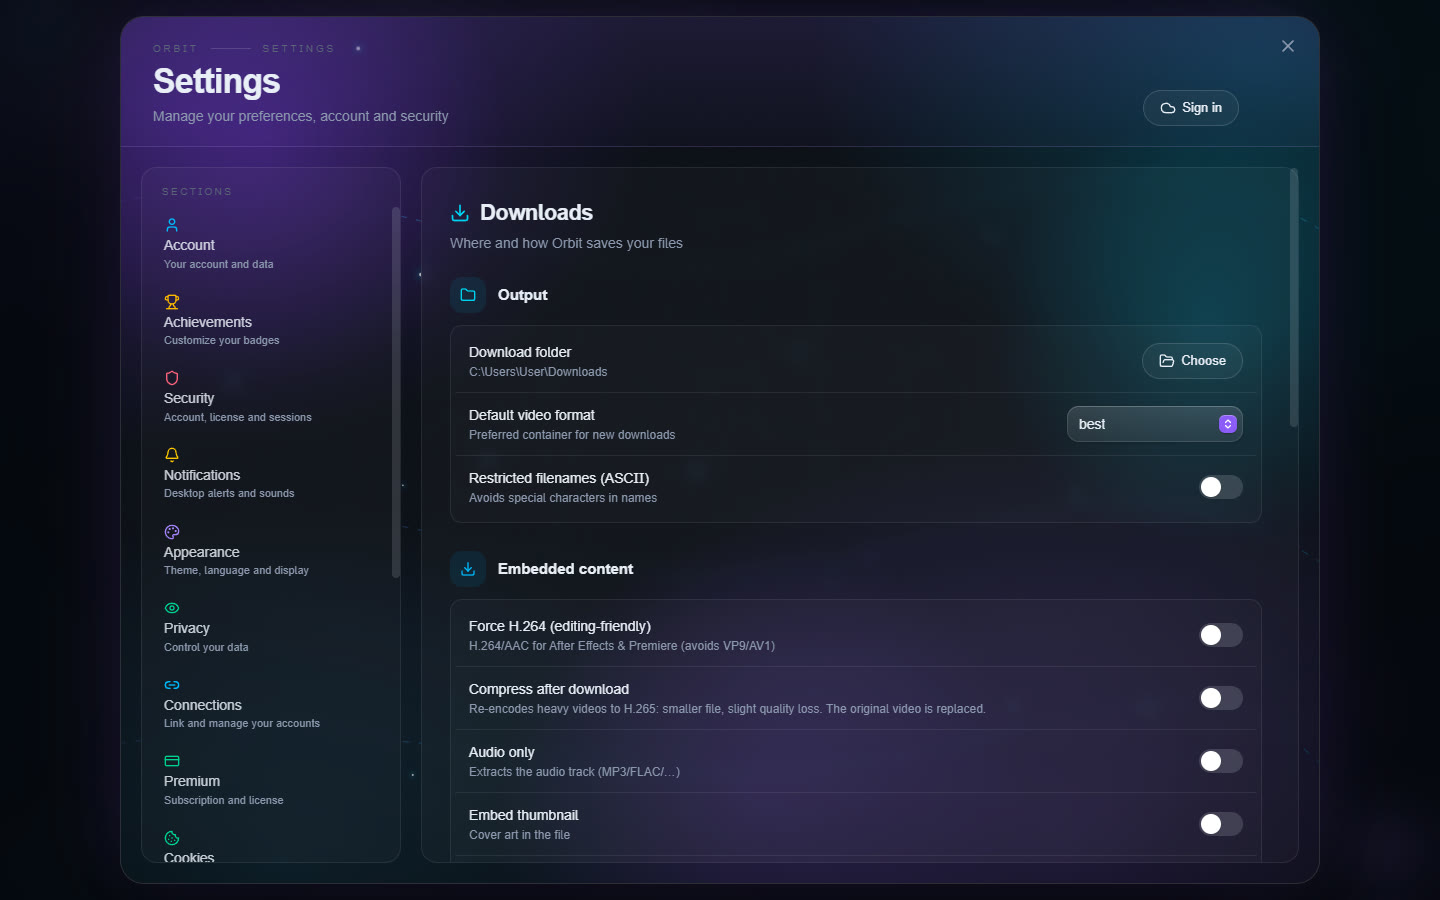 ORBIT SETTINGS
Settings
Manage your preferences, account and security
Sign in
SECTIONS
Account
Your account and data
Achievements
Customize your badges
Security
Account, license and sessions
Notifications
Desktop alerts and sounds
Appearance
Theme, language and display
Privacy
Control your data
Connections
Link and manage your accounts
Premium
Subscription and license
Cookies
Downloads
Where and how Orbit saves your files
Output
Download folder
C:\Users\User\Downloads
Choose
Default video format
Preferred container for new downloads
best
Restricted filenames (ASCII)
Avoids special characters in names
Embedded content
Force H.264 (editing-friendly)
H.264/AAC for After Effects & Premiere (avoids VP9/AV1)
Compress after download
Re-encodes heavy videos to H.265: smaller file, slight quality loss. The original video is replaced.
Audio only
Extracts the audio track (MP3/FLAC/…)
Embed thumbnail
Cover art in the file